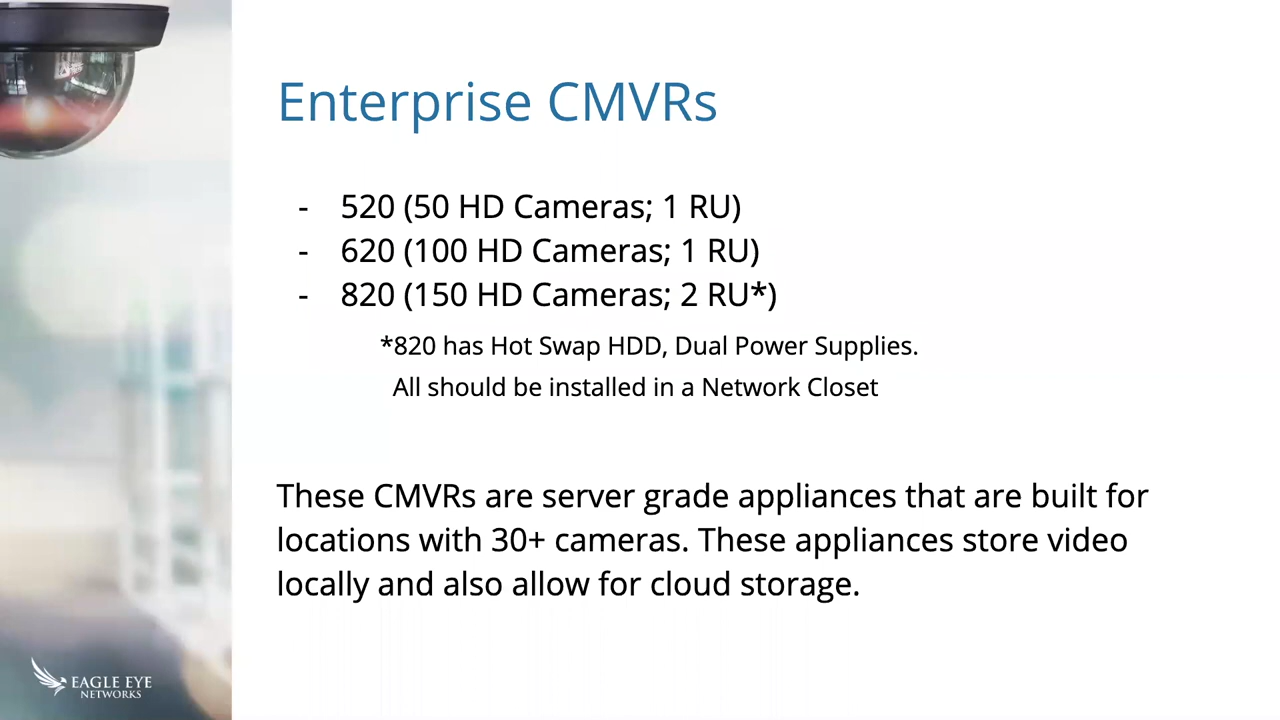 Enterprise CMVRs
- 520 (50 HD Cameras; 1 RU)
- 620 (100 HD Cameras; 1 RU)
- 820 (150 HD Cameras; 2 RU*)
*820 has Hot Swap HDD, Dual Power Supplies.
All should be installed in a Network Closet
These CMVRs are server grade appliances that are built for
locations with 30+ cameras. These appliances store video
locally and also allow for cloud storage.
EAGLE EYE
NETWORKS